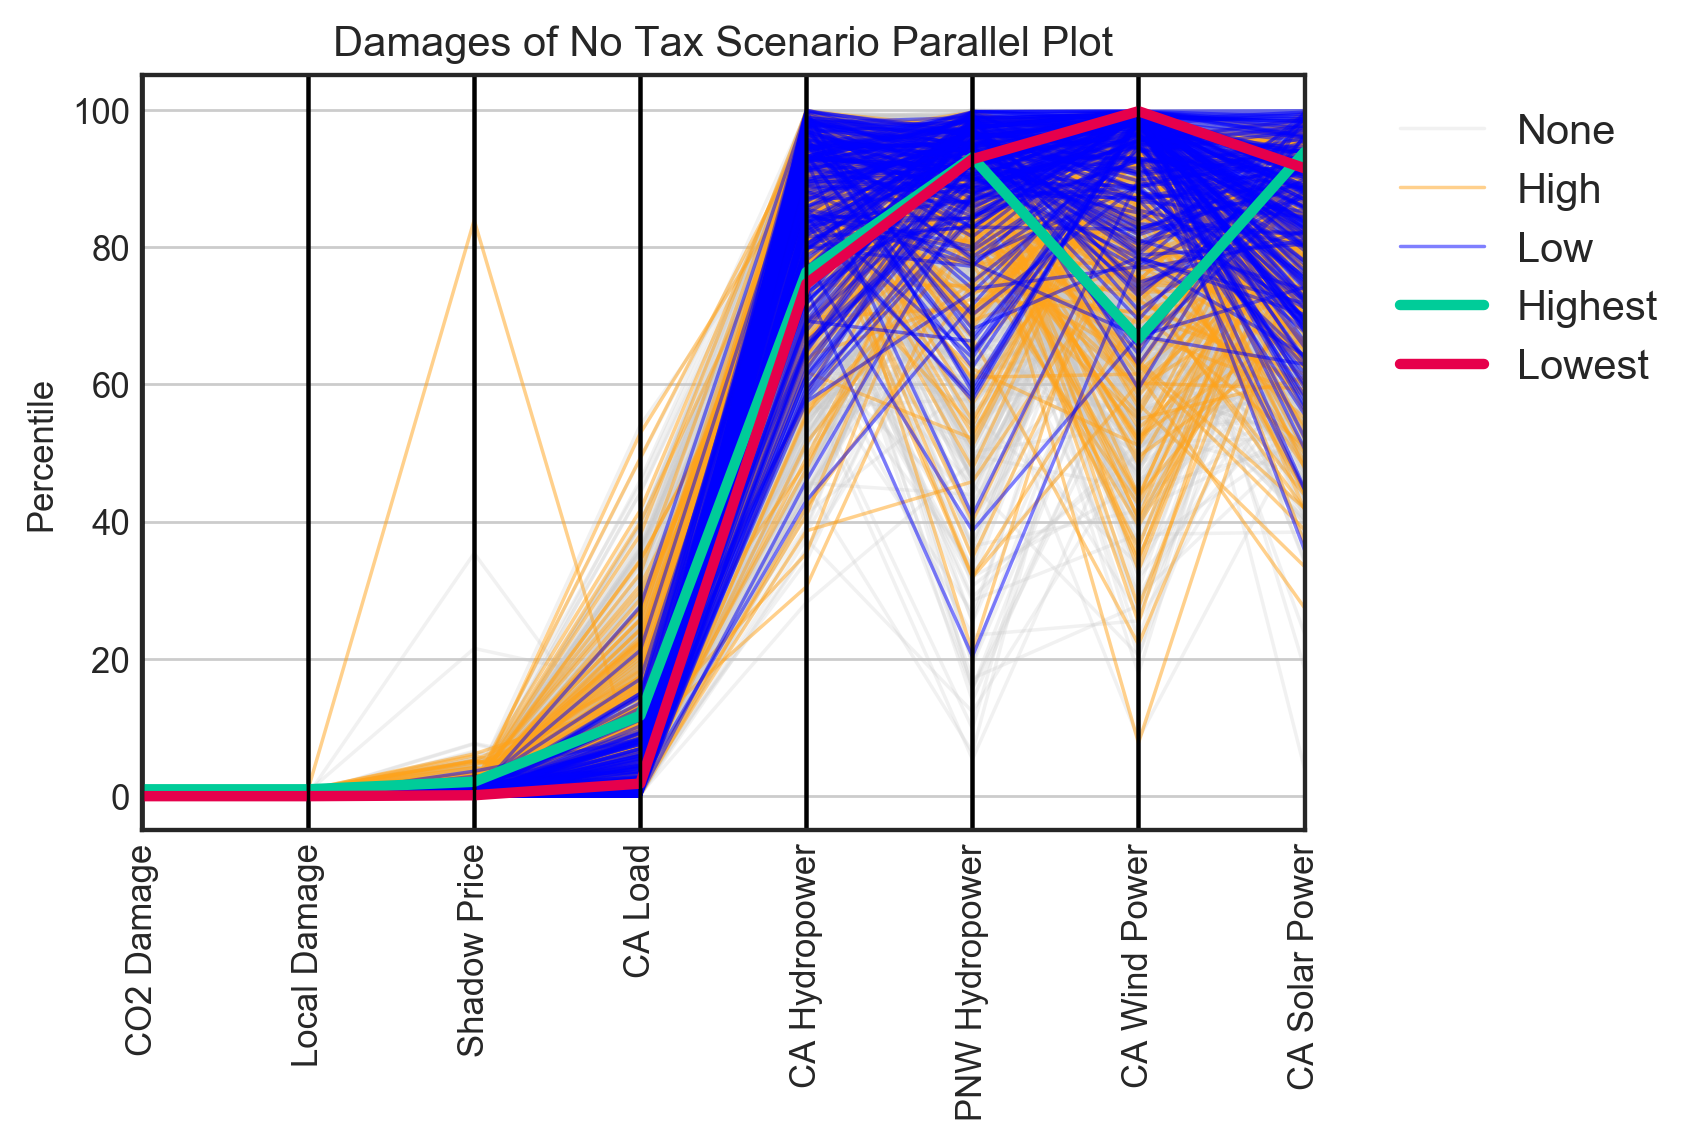 Damages of No Tax Scenario Parallel Plot
Percentile
100
80
60
40
20
0
CO2 Damage
Local Damage
Shadow Price
CA Load
CA Hydropower
PNW Hydropower
CA Wind Power
CA Solar Power
None
High
Low
Highest
Lowest